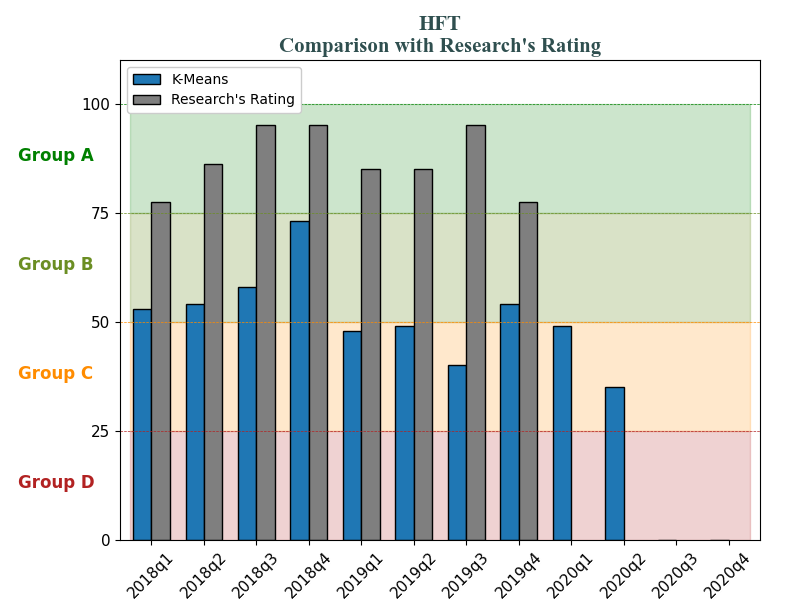 HFT
Comparison with Research's Rating
K-Means
Research's Rating
100
Group A
75
Group B
50
Group C
25
Group D
0
2018q1
2018q2
2018q3
2018q4
2019q1
2019q2
2019q3
2019q4
2020q1
2020q2
2020q3
2020q4